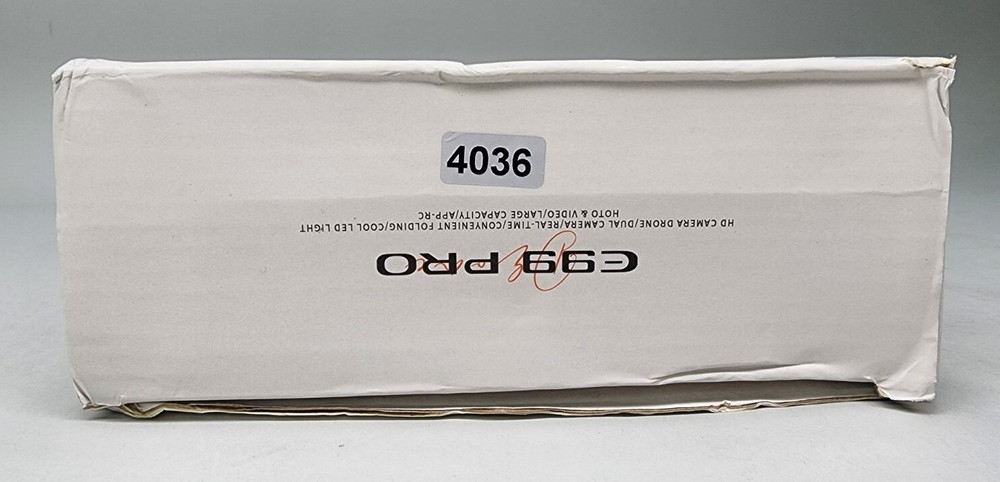 4036
E99 PRO
HD CAMERA DRONE/DUAL CAMERA/REAL-TIME/CONVENIENT FOLDING/COOL LED LIGHT
HOTO & VIDEO/LARGE CAPACITY/APP-RC